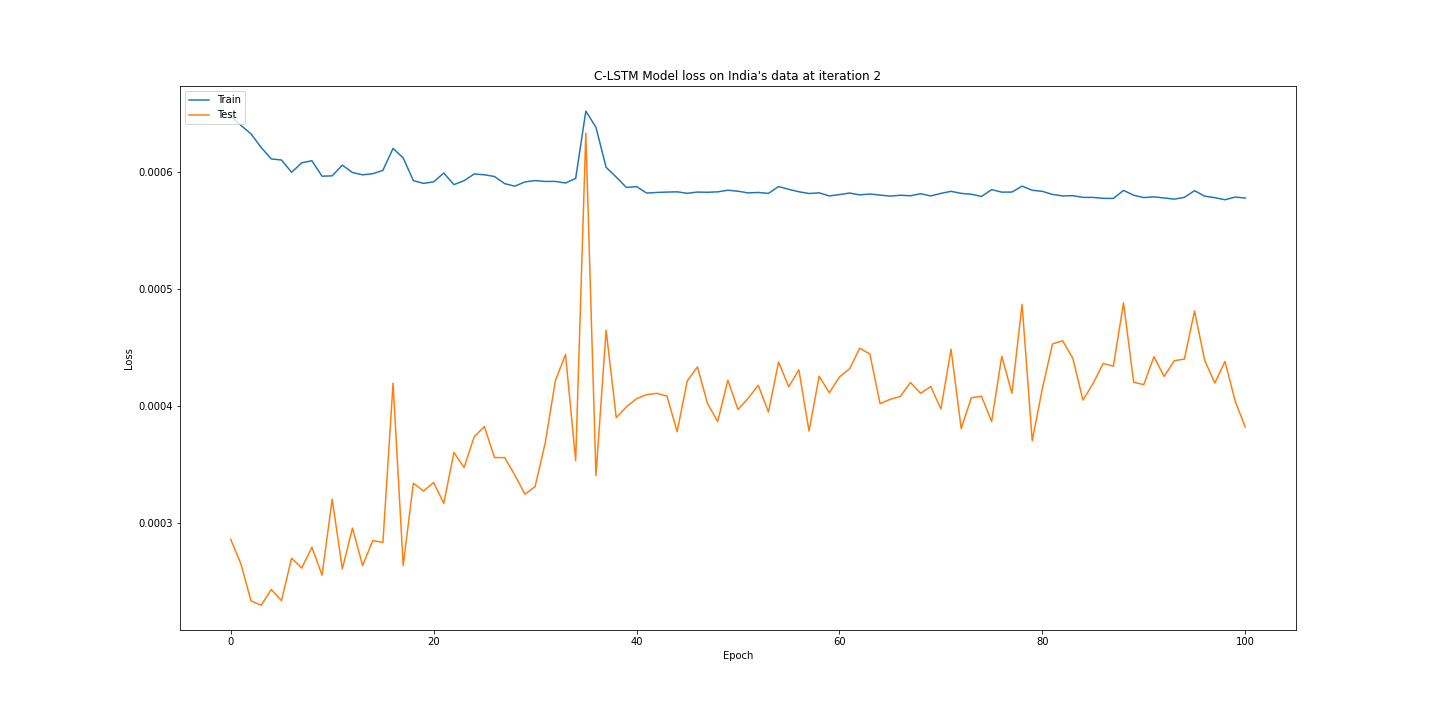 C-LSTM Model loss on India's data at iteration 2
Train
Test
0.0006
0.0005
0.0004
0.0003
Loss
0
20
40
60
80
100
Epoch